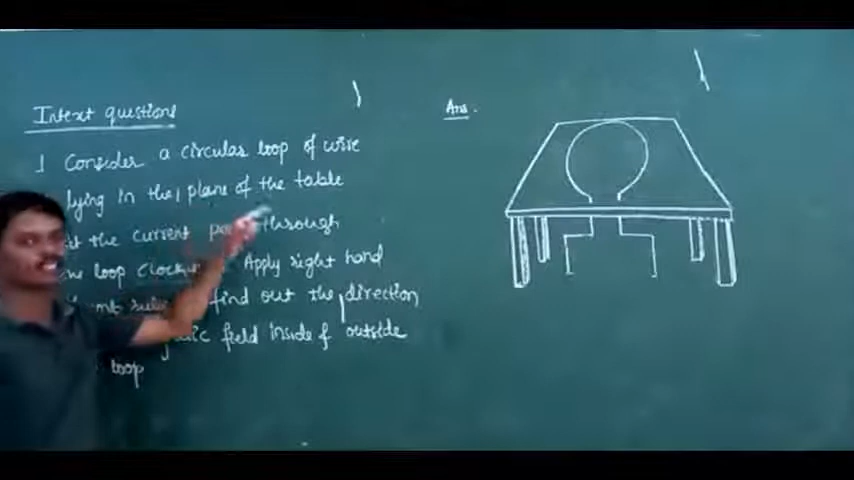 Intext questions
1 Consider a circular loop of wire
lying in the plane of the table
the current through
loop Apply right hand
find out the direction
field inside & outside
loop
Ans.